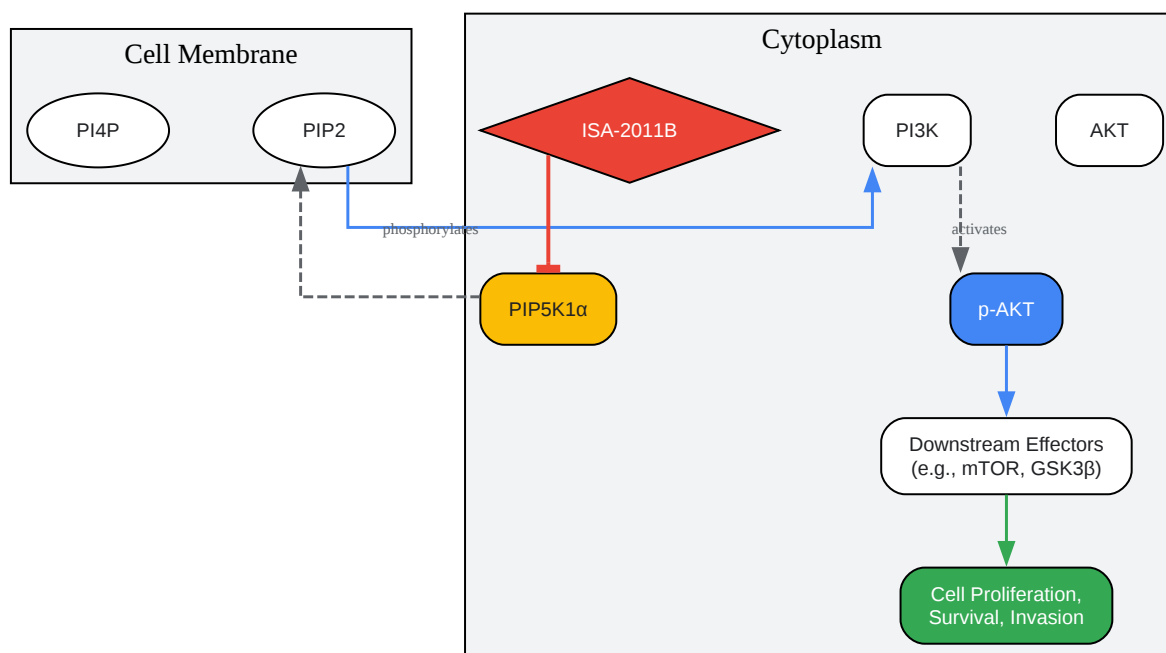 Cell Membrane
Cytoplasm
PI4P
PIP2
ISA-2011B
PI3K
AKT
phosphorylates
activates
PIP5K1α
p-AKT
Downstream Effectors
(e.g., mTOR, GSK3β)
Cell Proliferation,
Survival, Invasion